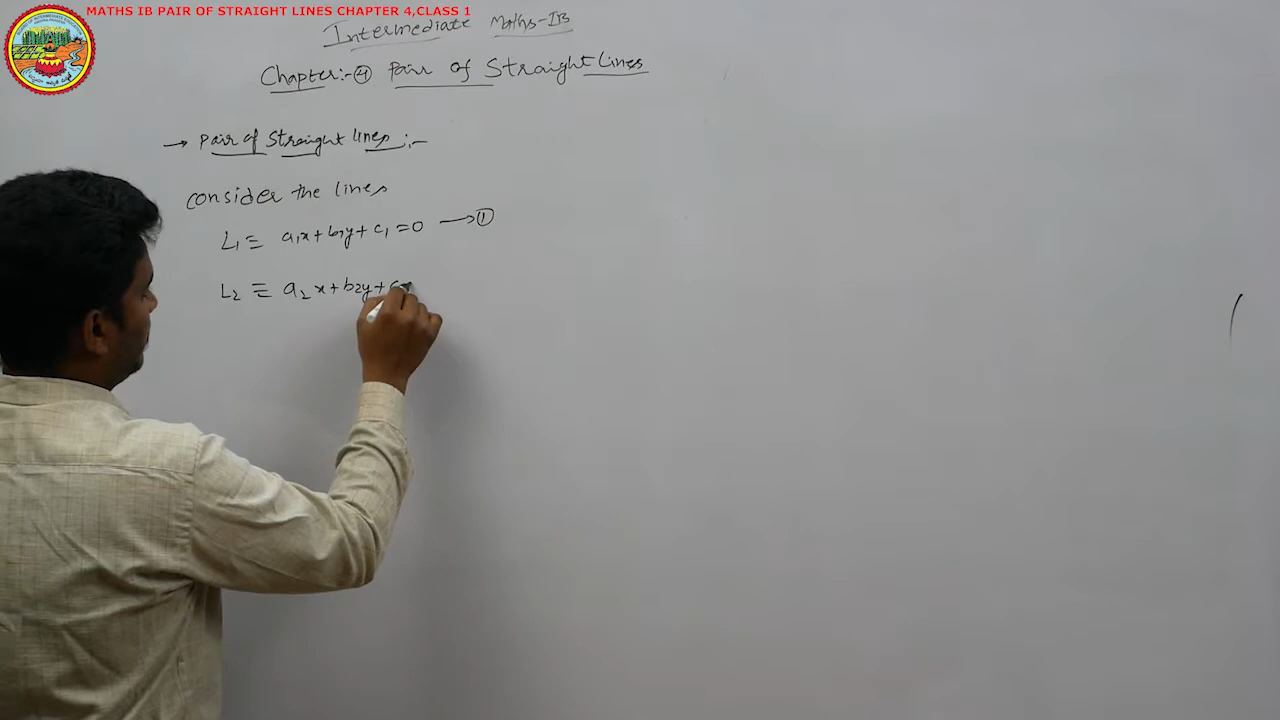 MATHS IB PAIR OF STRAIGHT LINES CHAPTER 4,CLASS 1
Intermediate Maths-IB
Chapter:-④ Pair of Straight Lines
→ Pair of Straight lines:-
Consider the lines
L₁ ≡ a₁x+b₁y+c₁=0 → ①
L₂ ≡ a₂x+b₂y+c